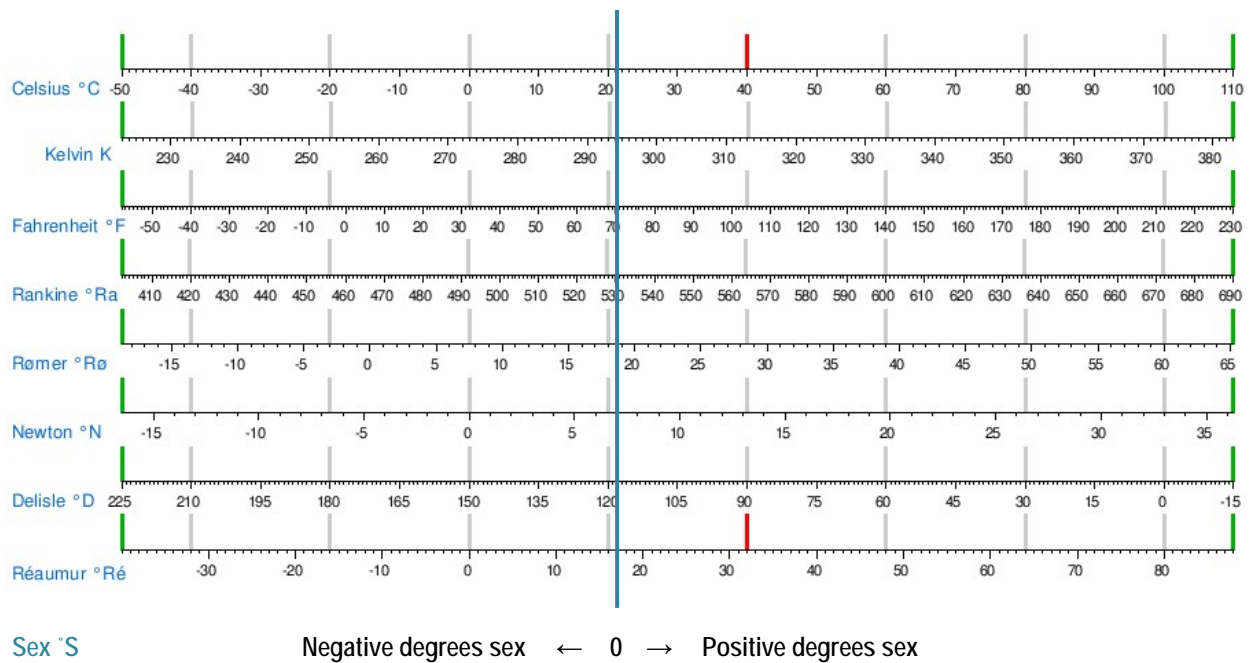 Celsius °C -50 -40 -30 -20 -10 0 10 20 30 40 50 60 70 80 90 100 110
Kelvin K 230 240 250 260 270 280 290 300 310 320 330 340 350 360 370 380
Fahrenheit °F -50 -40 -30 -20 -10 0 10 20 30 40 50 60 70 80 90 100 110 120 130 140 150 160 170 180 190 200 210 220 230
Rankine °Ra 410 420 430 440 450 460 470 480 490 500 510 520 530 540 550 560 570 580 590 600 610 620 630 640 650 660 670 680 690
Rømer °Rø -15 -10 -5 0 5 10 15 20 25 30 35 40 45 50 55 60 65
Newton °N -15 -10 -5 0 5 10 15 20 25 30 35
Delisle °D 225 210 195 180 165 150 135 120 105 90 75 60 45 30 15 0 -15
Réaumur °Ré -30 -20 -10 0 10 20 30 40 50 60 70 80
Sex °S Negative degrees sex ← 0 → Positive degrees sex